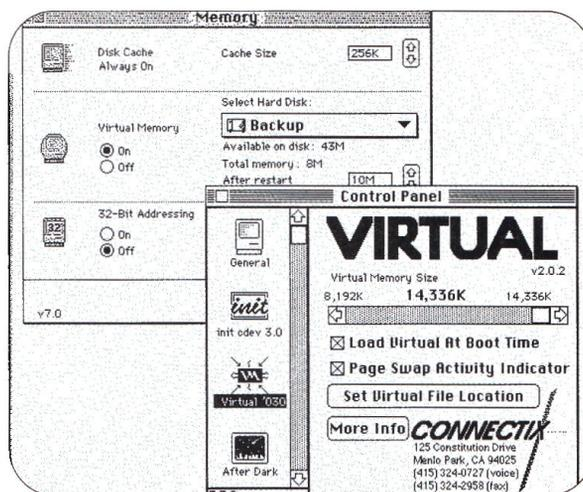 Memory
Disk Cache
Always On
Cache Size
256K
Select Hard Disk:
Backup
Virtual Memory
On
Off
Available on disk: 43M
Total memory: 8M
After restart
10M
32
32-Bit Addressing
On
Off
v7.0
Control Panel
General
init
init cdev 3.0
VM
Virtual '030
After Dark
VIRTUAL
v2.0.2
Virtual Memory Size
8,192K 14,336K 14,336K
Load Virtual At Boot Time
Page Swap Activity Indicator
Set Virtual File Location
More Info
CONNECTIX
125 Constitution Drive
Menlo Park, CA 94025
(415) 324-0727 (voice)
(415) 324-2958 (fax)